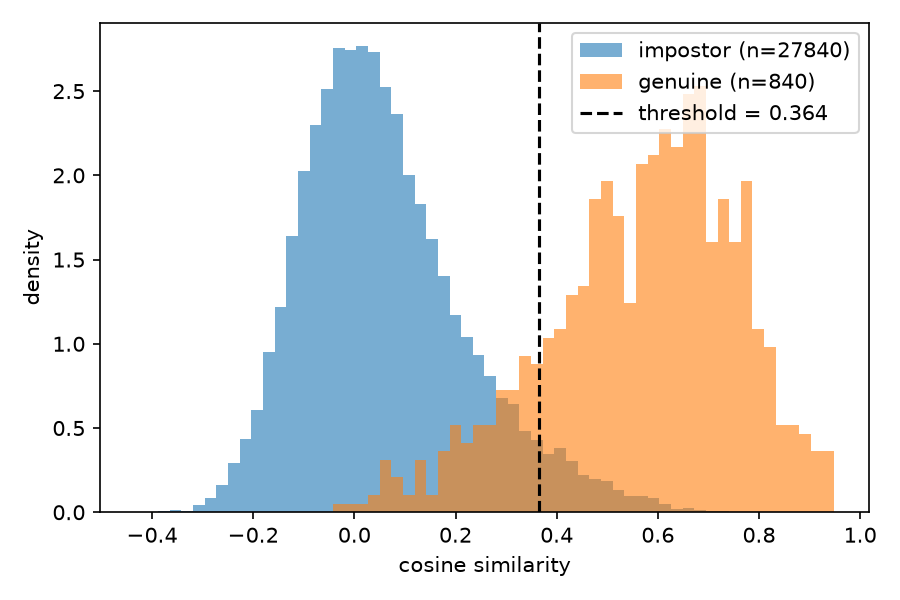 impostor (n=27840)
genuine (n=840)
threshold = 0.364
density
2.5
2.0
1.5
1.0
0.5
0.0
−0.4 −0.2 0.0 0.2 0.4 0.6 0.8 1.0
cosine similarity